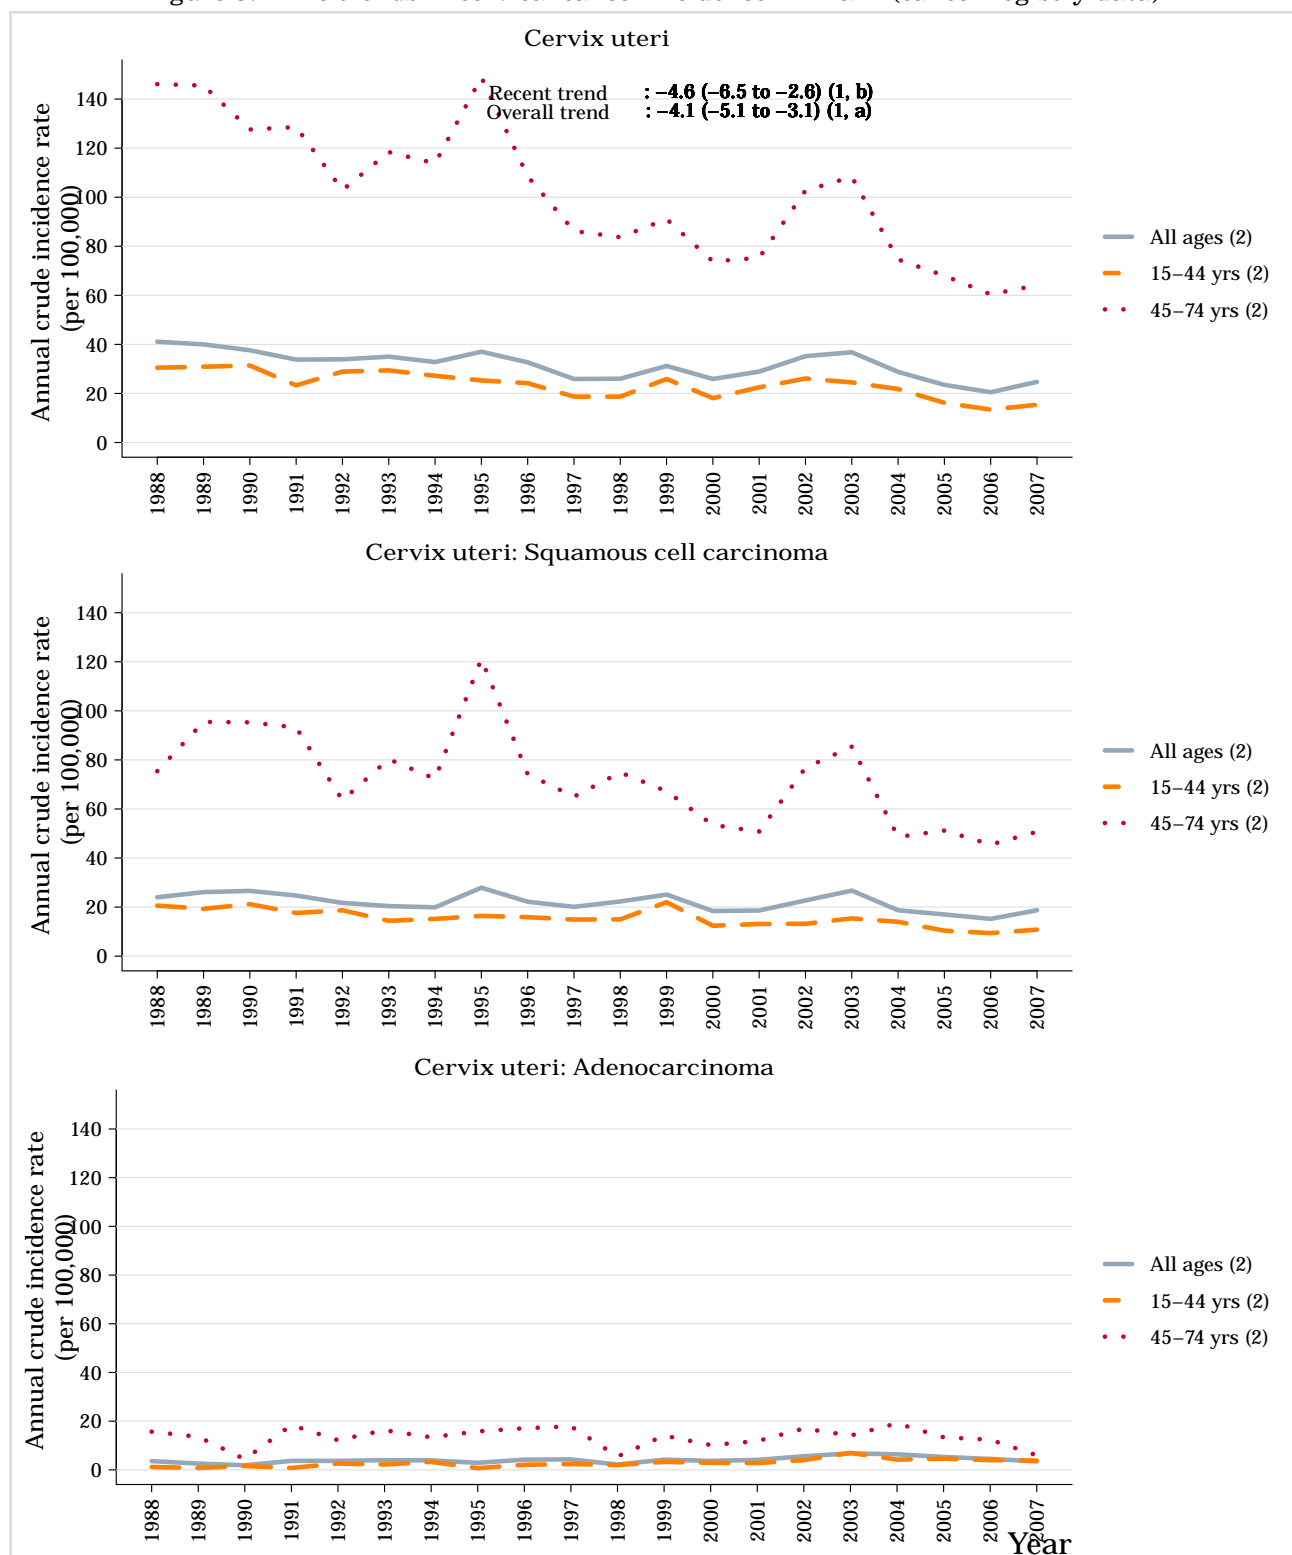 Cervix uteri
Recent trend : −4.6 (−6.5 to −2.6) (1, b)
Overall trend : −4.1 (−5.1 to −3.1) (1, a)
Annual crude incidence rate
(per 100,000)
140
120
100
80
60
40
20
0
1988 1989 1990 1991 1992 1993 1994 1995 1996 1997 1998 1999 2000 2001 2002 2003 2004 2005 2006 2007
All ages (2)
15−44 yrs (2)
45−74 yrs (2)
Cervix uteri: Squamous cell carcinoma
Annual crude incidence rate
(per 100,000)
140
120
100
80
60
40
20
0
1988 1989 1990 1991 1992 1993 1994 1995 1996 1997 1998 1999 2000 2001 2002 2003 2004 2005 2006 2007
All ages (2)
15−44 yrs (2)
45−74 yrs (2)
Cervix uteri: Adenocarcinoma
Annual crude incidence rate
(per 100,000)
140
120
100
80
60
40
20
0
1988 1989 1990 1991 1992 1993 1994 1995 1996 1997 1998 1999 2000 2001 2002 2003 2004 2005 2006 2007
Year
All ages (2)
15−44 yrs (2)
45−74 yrs (2)